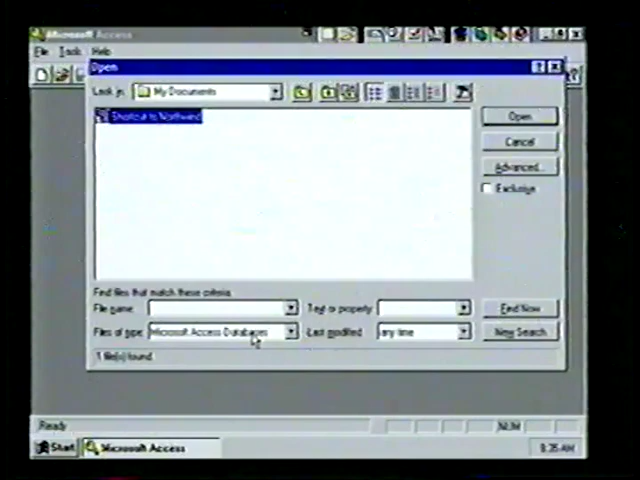 Microsoft Access
File Tools Help
Open
Look in: My Documents
Shortcut to Northwind
Open
Cancel
Advanced...
Exclusive
Find files that match these criteria:
File name: Text or property: Find Now
Files of type: Microsoft Access Databases Last modified: any time New Search
1 file(s) found.
Ready NUM
Start Microsoft Access 8:35 AM